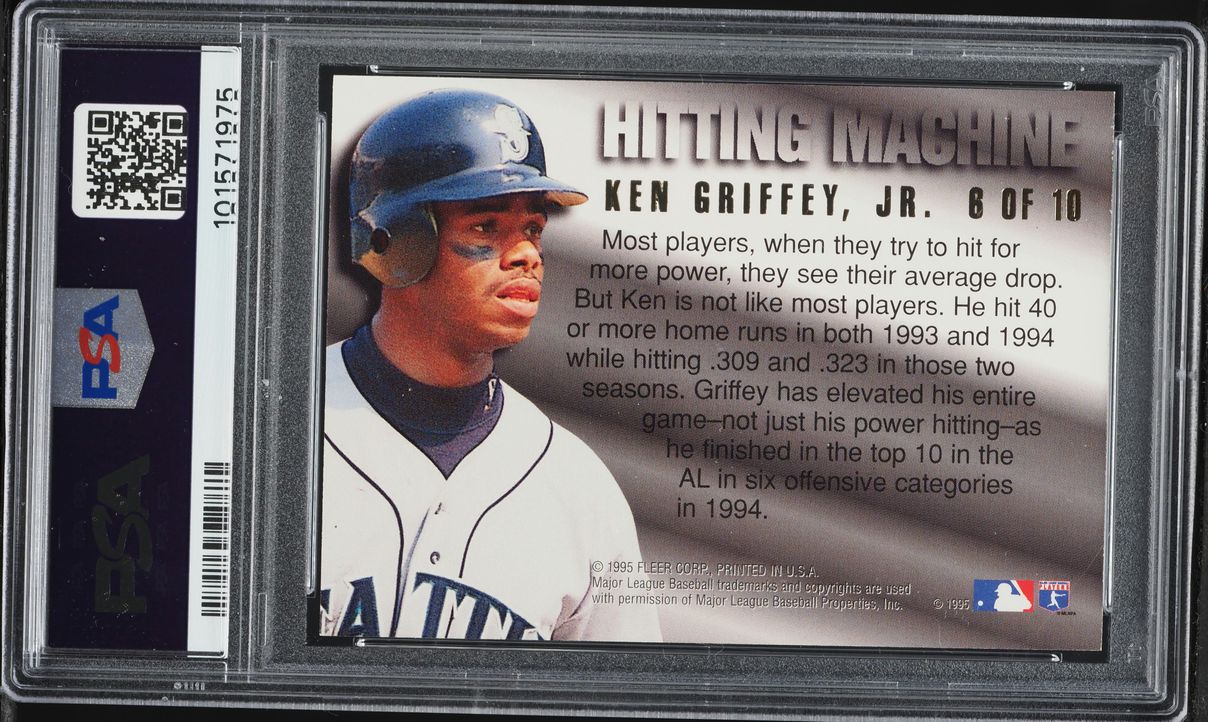 HITTING MACHINE
KEN GRIFFEY, JR. 6 OF 10
Most players, when they try to hit for
more power, they see their average drop.
But Ken is not like most players. He hit 40
or more home runs in both 1993 and 1994
while hitting .309 and .323 in those two
seasons. Griffey has elevated his entire
game–not just his power hitting–as
he finished in the top 10 in the
AL in six offensive categories
in 1994.
© 1995 FLEER CORP., PRINTED IN U.S.A.
Major League Baseball trademarks and copyrights are used
with permission of Major League Baseball Properties, Inc.
© 1995
101571975
PSA
PSA
S
EATT